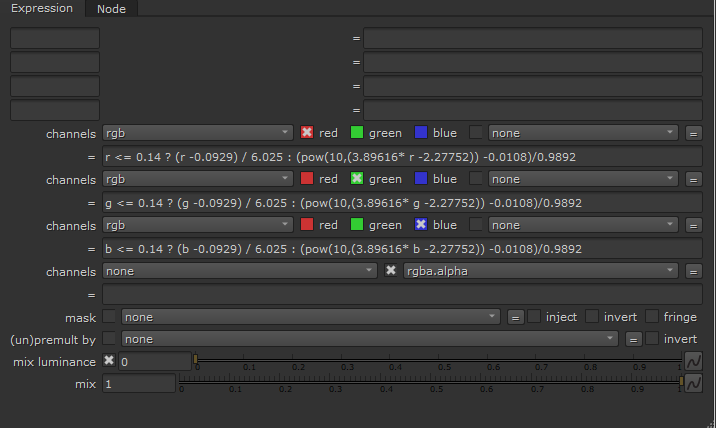 Expression Node
=
=
=
=
channels rgb red green blue none =
= r <= 0.14 ? (r -0.0929) / 6.025 : (pow(10,(3.89616* r -2.27752)) -0.0108)/0.9892
channels rgb red green blue none =
= g <= 0.14 ? (g -0.0929) / 6.025 : (pow(10,(3.89616* g -2.27752)) -0.0108)/0.9892
channels rgb red green blue none =
= b <= 0.14 ? (b -0.0929) / 6.025 : (pow(10,(3.89616* b -2.27752)) -0.0108)/0.9892
channels none rgba.alpha =
=
mask none = inject invert fringe
(un)premult by none = invert
mix luminance 0 0 0.1 0.2 0.3 0.4 0.5 0.6 0.7 0.8 0.9 1
mix 1 0 0.1 0.2 0.3 0.4 0.5 0.6 0.7 0.8 0.9 1